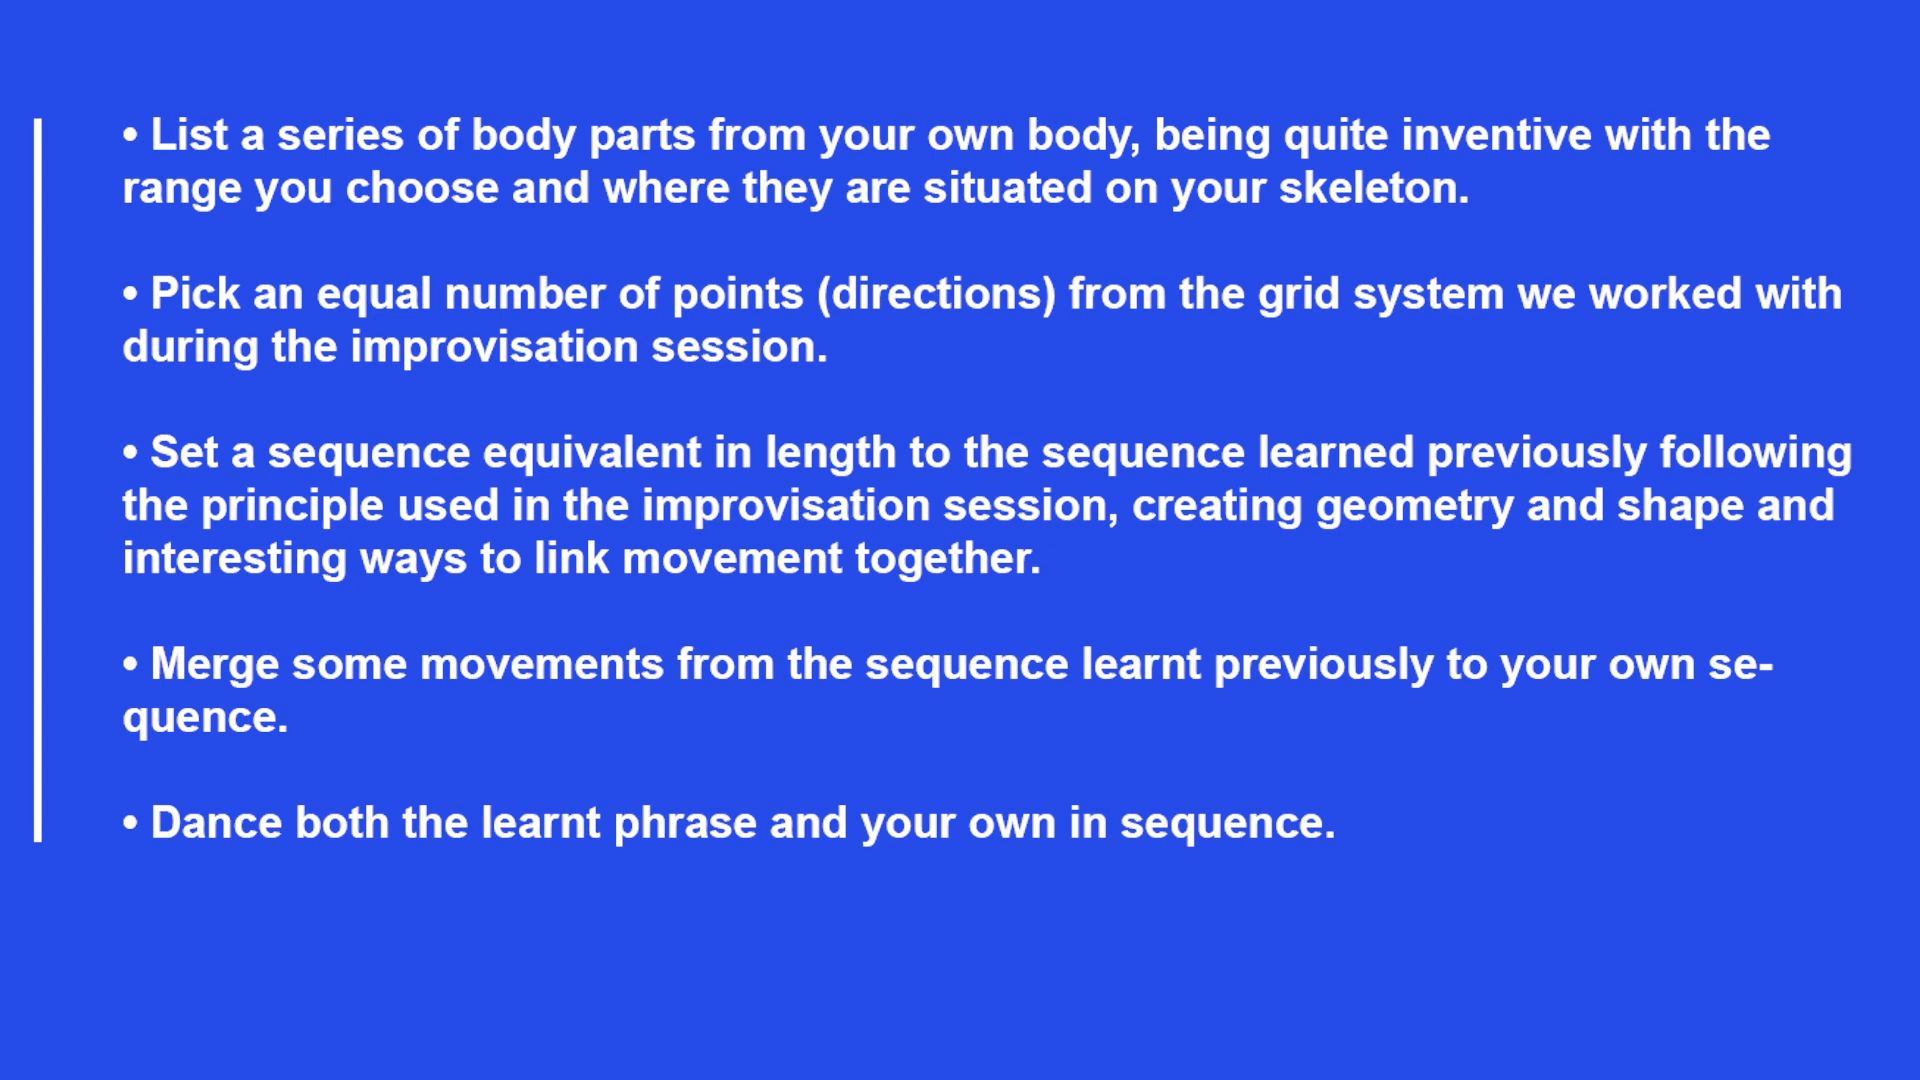 • List a series of body parts from your own body, being quite inventive with the
range you choose and where they are situated on your skeleton.
• Pick an equal number of points (directions) from the grid system we worked with
during the improvisation session.
• Set a sequence equivalent in length to the sequence learned previously following
the principle used in the improvisation session, creating geometry and shape and
interesting ways to link movement together.
• Merge some movements from the sequence learnt previously to your own se-
quence.
• Dance both the learnt phrase and your own in sequence.